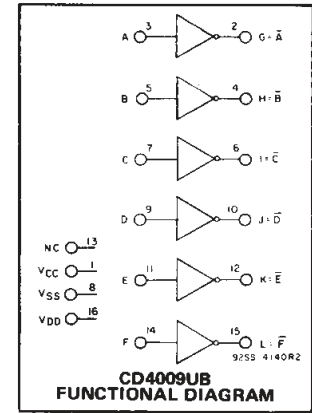 A 3 2 G = A̅
B 5 4 H = B̅
C 7 6 I = C̅
D 9 10 J = D̅
NC 13
VCC 1
E 11 12 K = E̅
VSS 8
VDD 16
F 14 15 L = F̅
92SS 4140R2
CD4009UB
FUNCTIONAL DIAGRAM